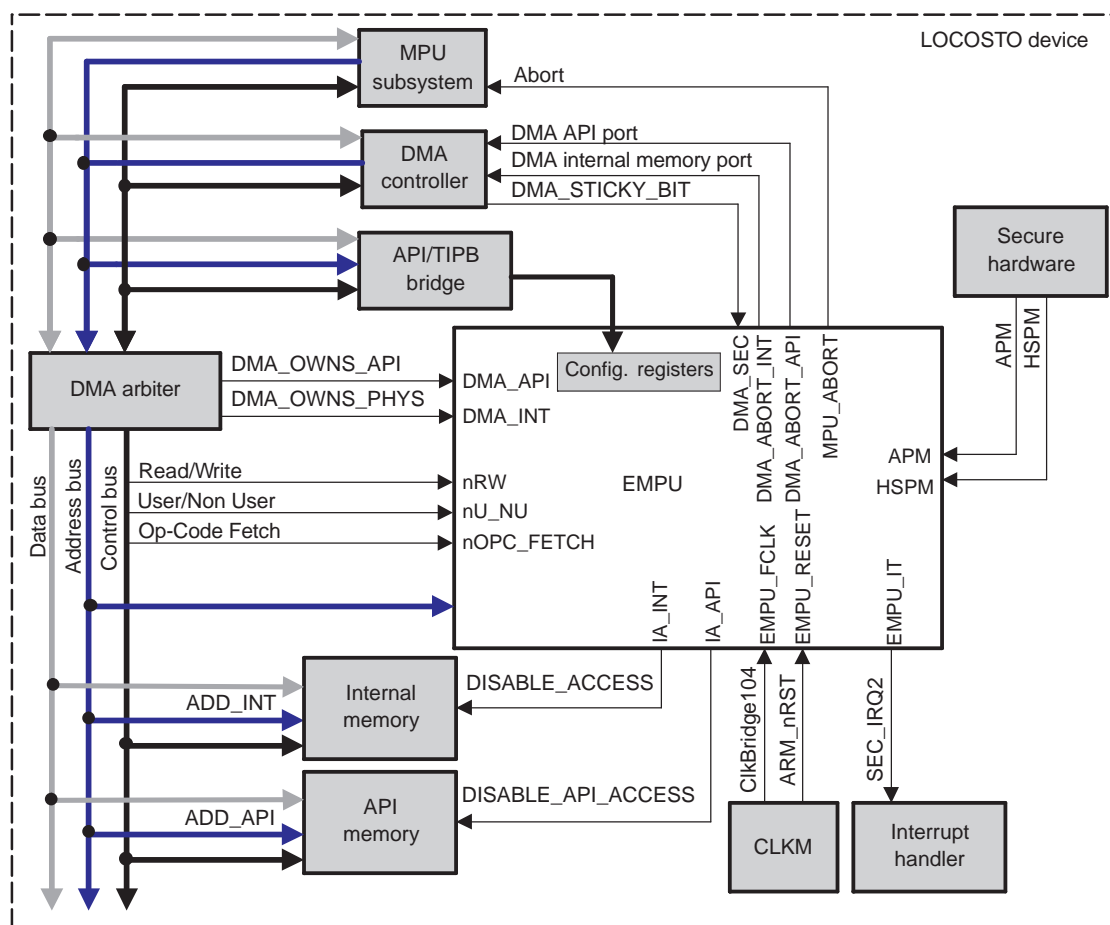 LOCOSTO device
MPU
subsystem
Abort
DMA
controller
DMA API port
DMA internal memory port
DMA_STICKY_BIT
Secure
hardware
API/TIPB
bridge
APM
HSPM
DMA arbiter
DMA_OWNS_API
DMA_OWNS_PHYS
Config. registers
DMA_API
DMA_INT
DMA_SEC
DMA_ABORT_INT
DMA_ABORT_API
MPU_ABORT
APM
HSPM
Data bus
Address bus
Control bus
Read/Write
User/Non User
Op-Code Fetch
nRW
nU_NU
nOPC_FETCH
EMPU
IA_INT
IA_API
EMPU_FCLK
EMPU_RESET
EMPU_IT
Internal
memory
ADD_INT
DISABLE_ACCESS
ClkBridge104
ARM_nRST
SEC_IRQ2
API
memory
ADD_API
DISABLE_API_ACCESS
CLKM
Interrupt
handler